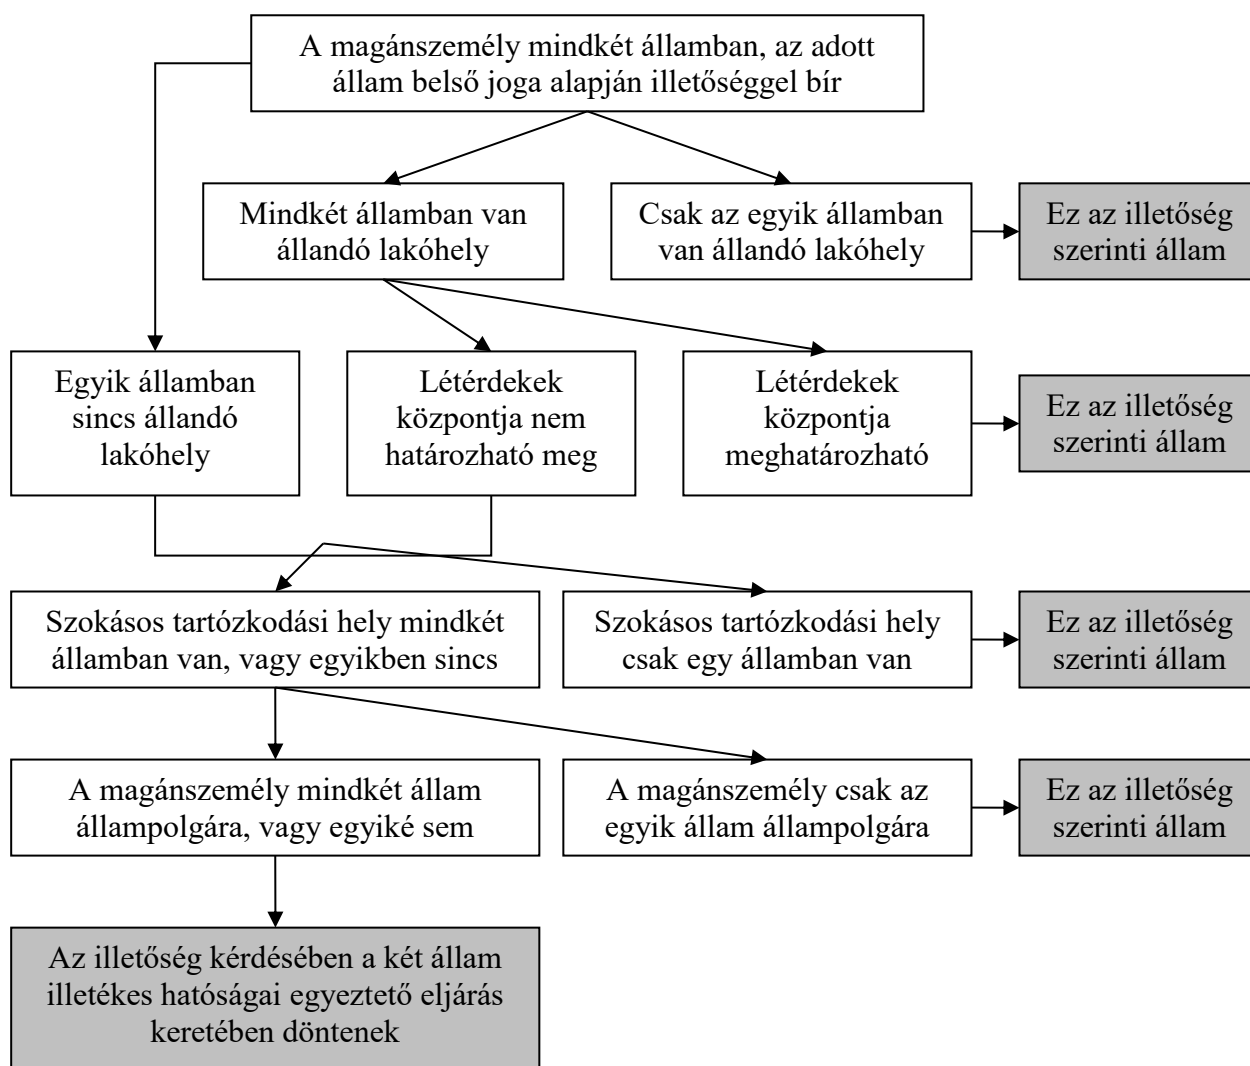 A magánszemély mindkét államban, az adott
állam belső joga alapján illetőséggel bír
Mindkét államban van
állandó lakóhely
Csak az egyik államban
van állandó lakóhely
Ez az illetőség
szerinti állam
Egyik államban
sincs állandó
lakóhely
Létérdekek
központja nem
határozható meg
Létérdekek
központja
meghatározható
Ez az illetőség
szerinti állam
Szokásos tartózkodási hely mindkét
államban van, vagy egyikben sincs
Szokásos tartózkodási hely
csak egy államban van
Ez az illetőség
szerinti állam
A magánszemély mindkét állam
állampolgára, vagy egyiké sem
A magánszemély csak az
egyik állam állampolgára
Ez az illetőség
szerinti állam
Az illetőség kérdésében a két állam
illetékes hatóságai egyeztető eljárás
keretében döntenek